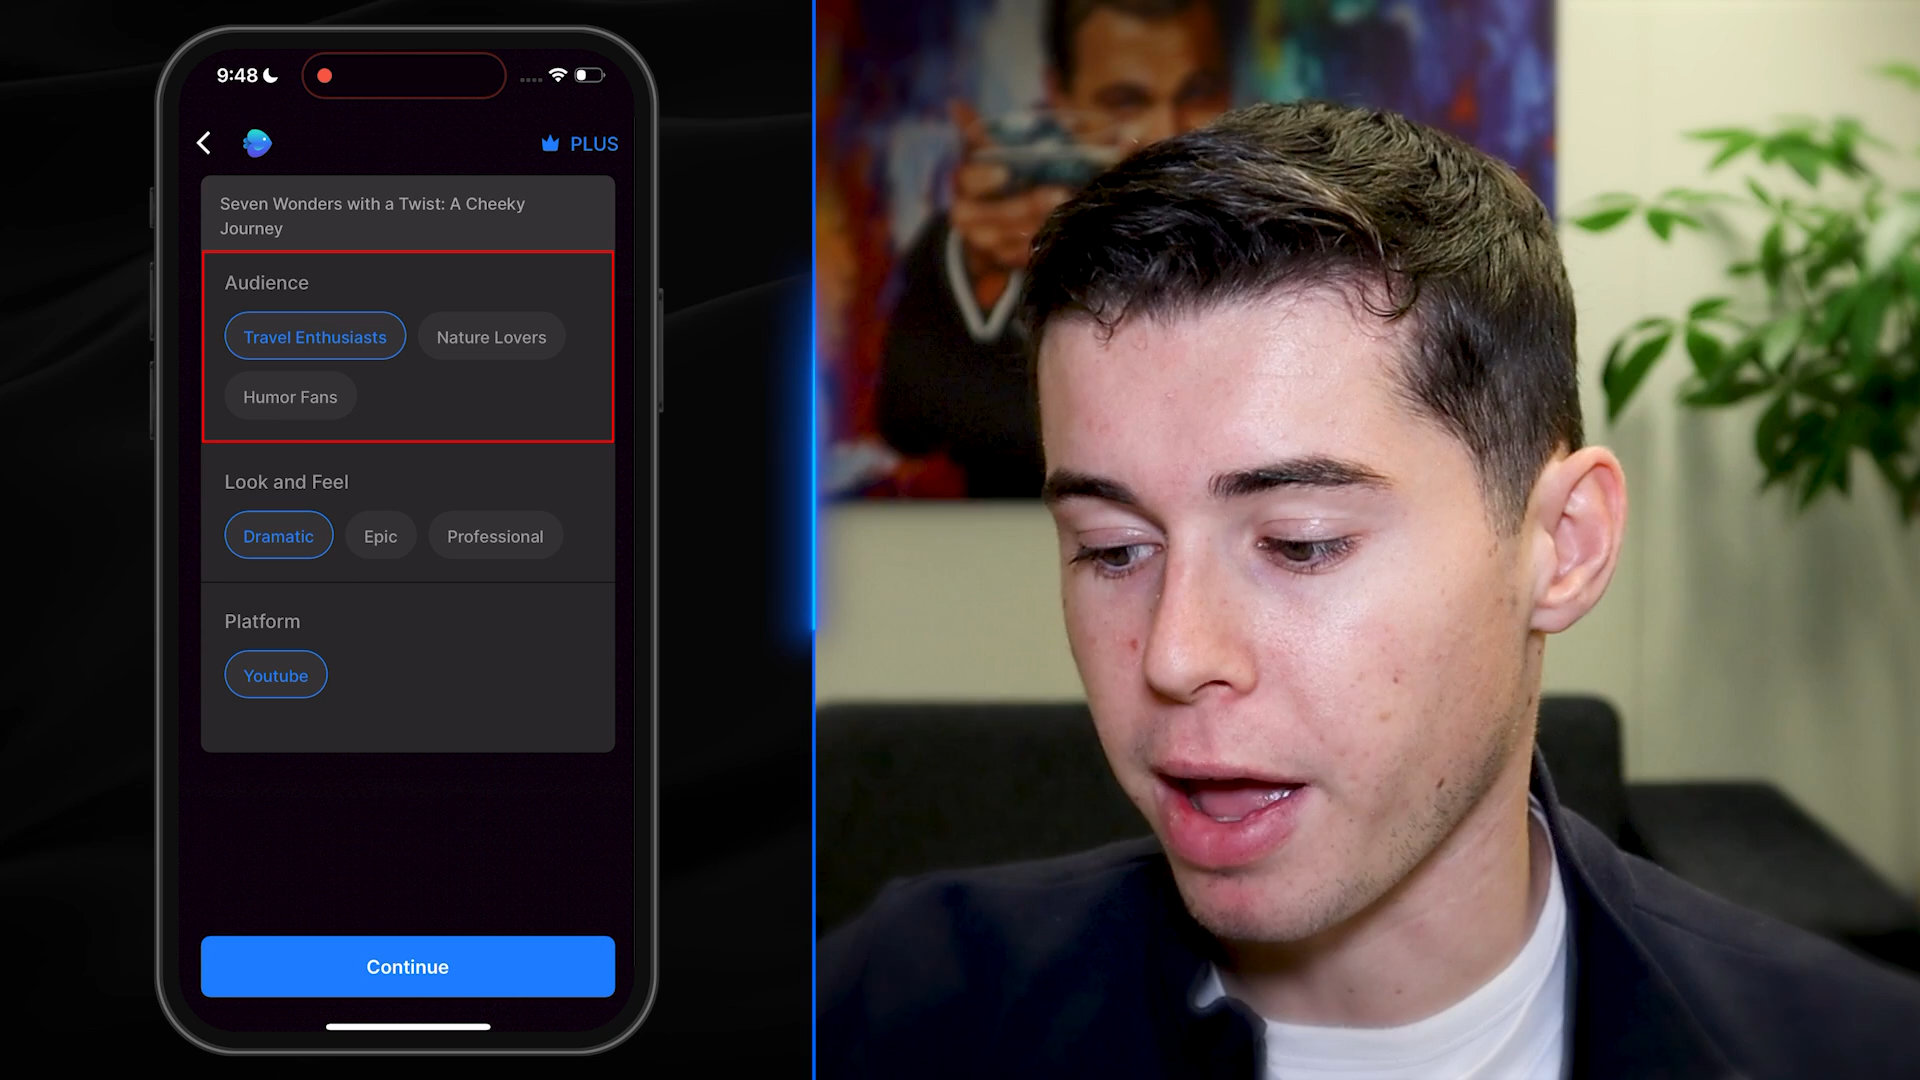 9:48
PLUS
Seven Wonders with a Twist: A Cheeky
Journey
Audience
Travel Enthusiasts
Nature Lovers
Humor Fans
Look and Feel
Dramatic
Epic
Professional
Platform
Youtube
Continue